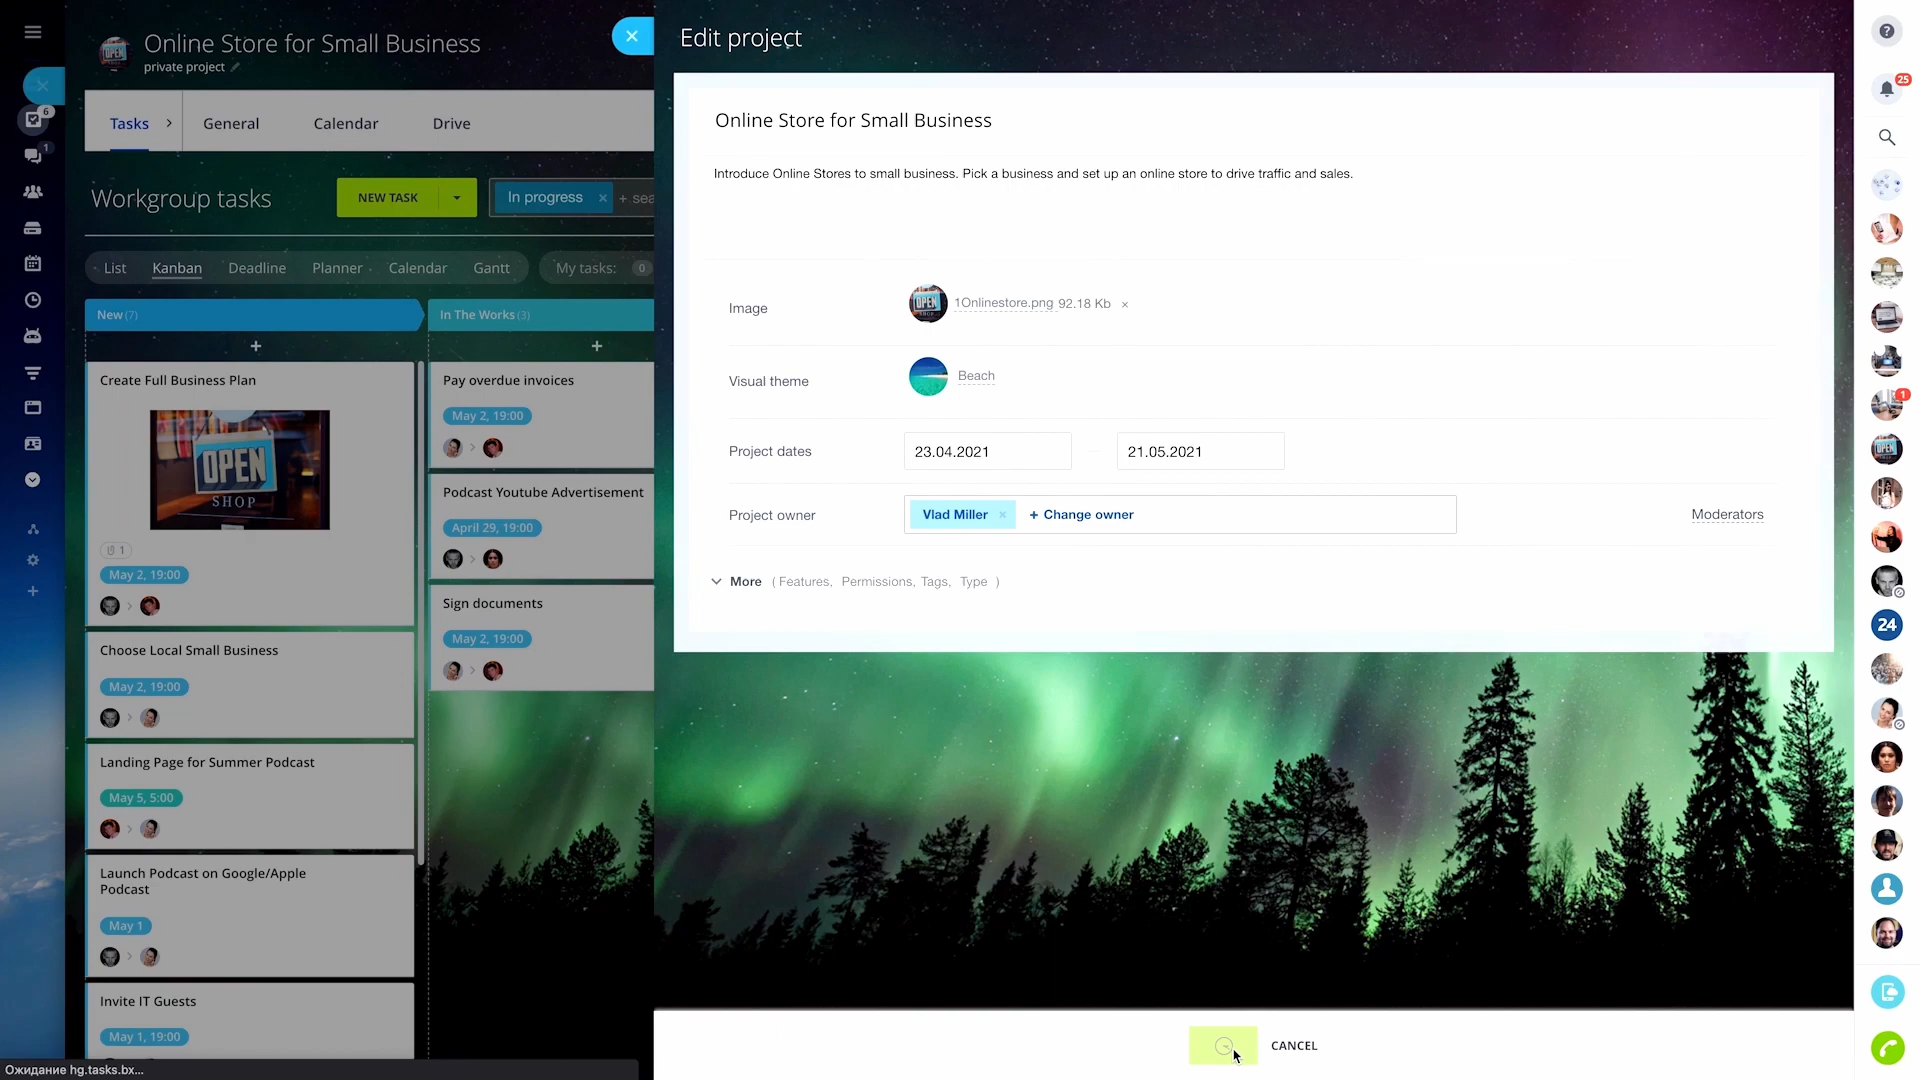 Online Store for Small Business
private project
6
1
Tasks
General
Calendar
Drive
Workgroup tasks
NEW TASK
In progress ×
+ sea
List
Kanban
Deadline
Planner
Calendar
Gantt
My tasks: 0
New (7)
In The Works (3)
+
+
Create Full Business Plan
OPEN
SHOP
1
May 2, 19:00
Choose Local Small Business
May 2, 19:00
Landing Page for Summer Podcast
May 5, 5:00
Launch Podcast on Google/Apple
Podcast
May 1
Invite IT Guests
May 1, 19:00
Pay overdue invoices
May 2, 19:00
Podcast Youtube Advertisement
April 29, 19:00
Sign documents
May 2, 19:00
Ожидание hg.tasks.bx...
Edit project
Online Store for Small Business
Introduce Online Stores to small business. Pick a business and set up an online store to drive traffic and sales.
Image
OPEN
1Onlinestore.png 92.18 Kb ×
Visual theme
Beach
Project dates
23.04.2021
21.05.2021
Project owner
Vlad Miller ×
+ Change owner
Moderators
More ( Features, Permissions, Tags, Type )
CANCEL
?
25
1
OPEN
24